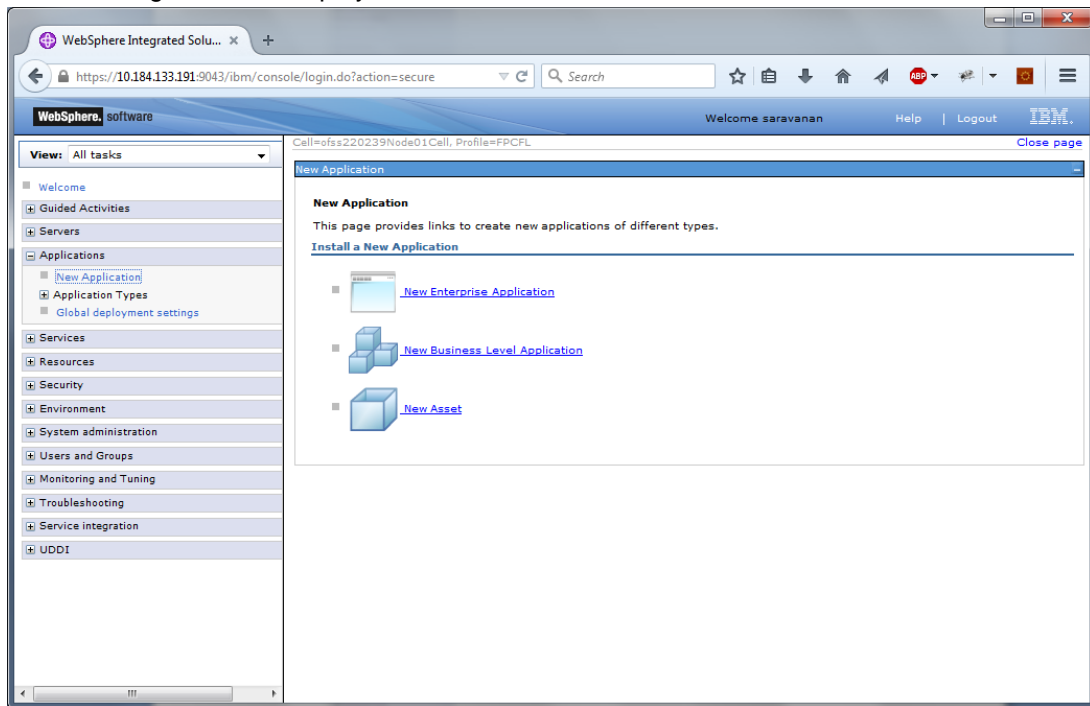 WebSphere Integrated Solu...
https://10.184.133.191:9043/ibm/console/login.do?action=secure
Search
ABP
WebSphere. software
Welcome saravanan
Help | Logout
IBM.
View: All tasks
Cell=ofss220239Node01Cell, Profile=FPCFL
Close page
Welcome
Guided Activities
Servers
Applications
New Application
Application Types
Global deployment settings
Services
Resources
Security
Environment
System administration
Users and Groups
Monitoring and Tuning
Troubleshooting
Service integration
UDDI
New Application
New Application
This page provides links to create new applications of different types.
Install a New Application
New Enterprise Application
New Business Level Application
New Asset